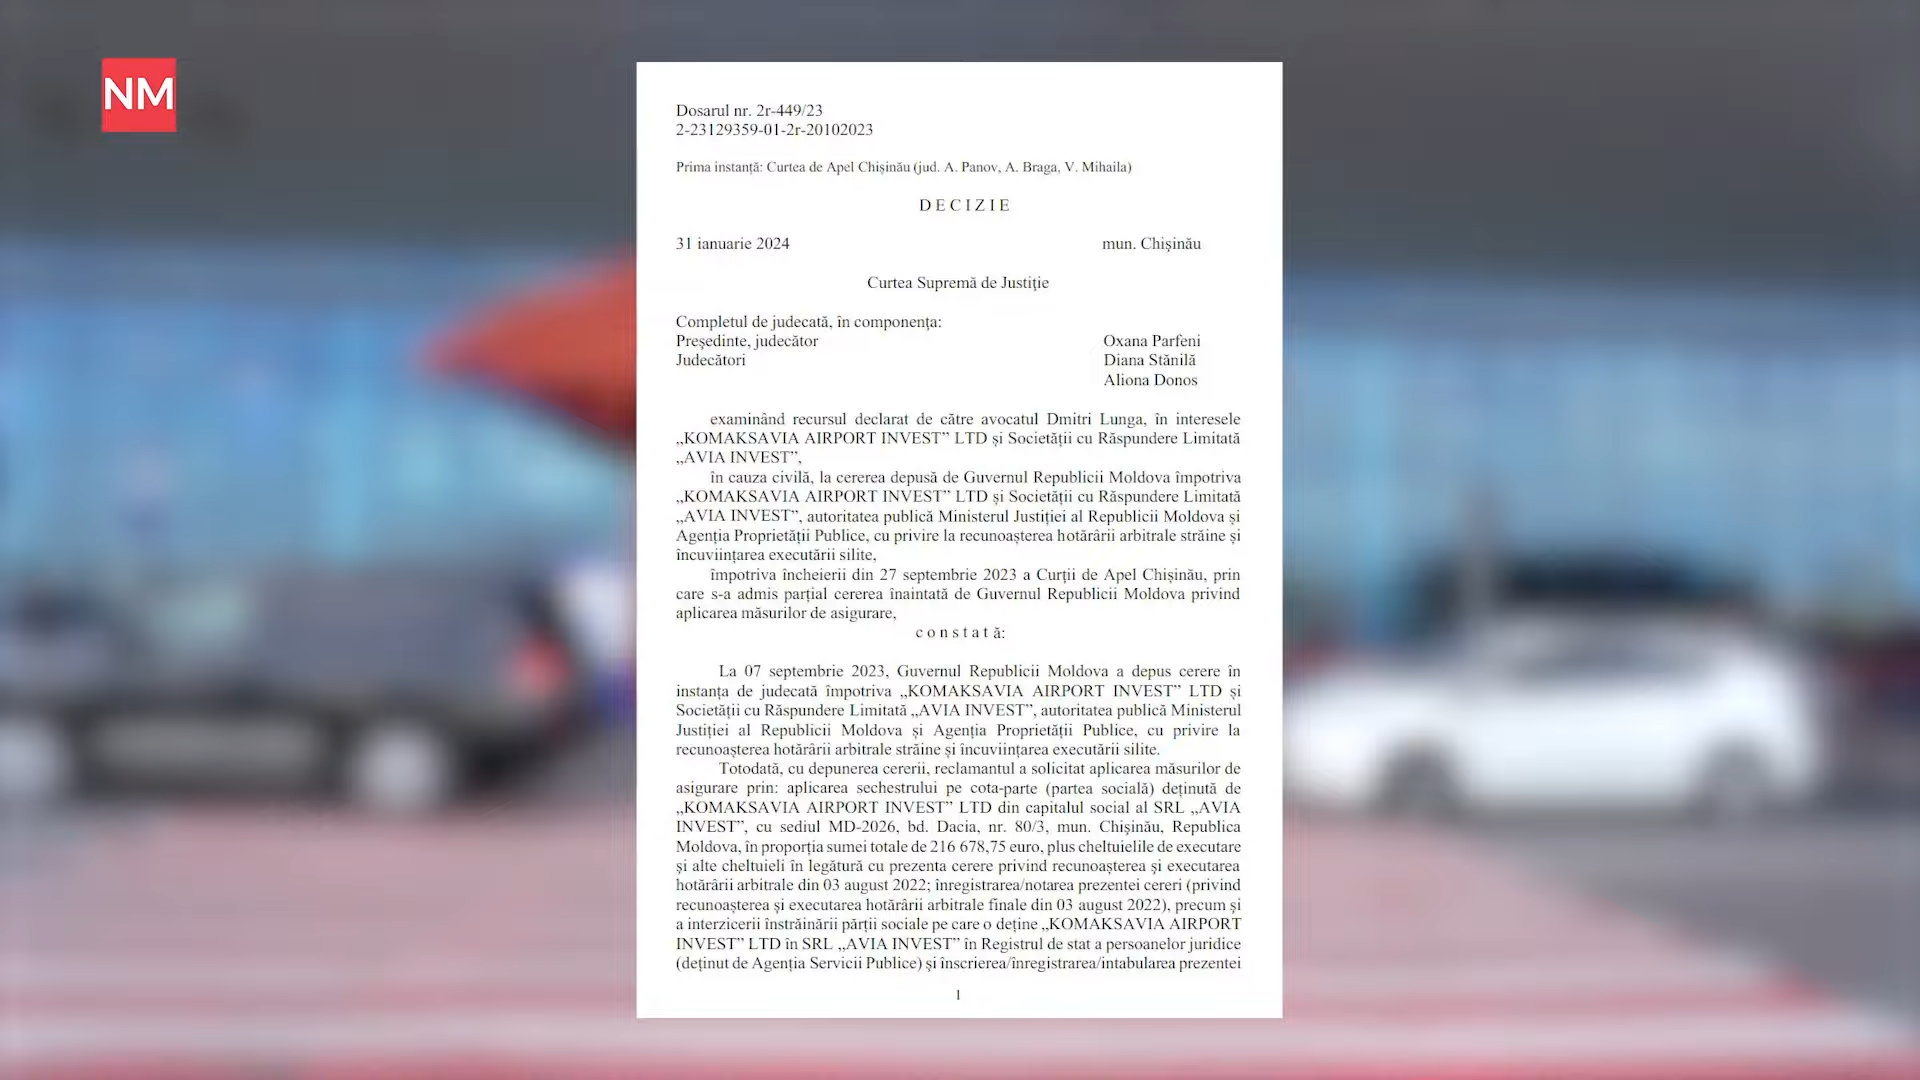 NM
Dosarul nr. 2r-449/23
2-23129359-01-2r-20102023
Prima instanță: Curtea de Apel Chișinău (jud. A. Panov, A. Braga, V. Mihaila)
D E C I Z I E
31 ianuarie 2024 mun. Chișinău
Curtea Supremă de Justiție
Completul de judecată, în componența:
Președinte, judecător Oxana Parfeni
Judecători Diana Stănilă
Aliona Donos
examinând recursul declarat de către avocatul Dmitri Lunga, în interesele
„KOMAKSAVIA AIRPORT INVEST” LTD și Societății cu Răspundere Limitată
„AVIA INVEST”,
în cauza civilă, la cererea depusă de Guvernul Republicii Moldova împotriva
„KOMAKSAVIA AIRPORT INVEST” LTD și Societății cu Răspundere Limitată
„AVIA INVEST”, autoritatea publică Ministerul Justiției al Republicii Moldova și
Agenția Proprietății Publice, cu privire la recunoașterea hotărârii arbitrale străine și
încuviințarea executării silite,
împotriva încheierii din 27 septembrie 2023 a Curții de Apel Chișinău, prin
care s-a admis parțial cererea înaintată de Guvernul Republicii Moldova privind
aplicarea măsurilor de asigurare,
c o n s t a t ă:
La 07 septembrie 2023, Guvernul Republicii Moldova a depus cerere în
instanța de judecată împotriva „KOMAKSAVIA AIRPORT INVEST” LTD și
Societății cu Răspundere Limitată „AVIA INVEST”, autoritatea publică Ministerul
Justiției al Republicii Moldova și Agenția Proprietății Publice, cu privire la
recunoașterea hotărârii arbitrale străine și încuviințarea executării silite.
Totodată, cu depunerea cererii, reclamantul a solicitat aplicarea măsurilor de
asigurare prin: aplicarea sechestrului pe cota-parte (partea socială) deținută de
„KOMAKSAVIA AIRPORT INVEST” LTD din capitalul social al SRL „AVIA
INVEST”, cu sediul MD-2026, bd. Dacia, nr. 80/3, mun. Chișinău, Republica
Moldova, în proporția sumei totale de 216 678,75 euro, plus cheltuielile de executare
și alte cheltuieli în legătură cu prezenta cerere privind recunoașterea și executarea
hotărârii arbitrale din 03 august 2022; înregistrarea/notarea prezentei cereri (privind
recunoașterea și executarea hotărârii arbitrale finale din 03 august 2022), precum și
a interzicerii înstrăinării părții sociale pe care o deține „KOMAKSAVIA AIRPORT
INVEST” LTD în SRL „AVIA INVEST” în Registrul de stat a persoanelor juridice
(deținut de Agenția Servicii Publice) și înscrierea/înregistrarea/intabularea prezentei
1